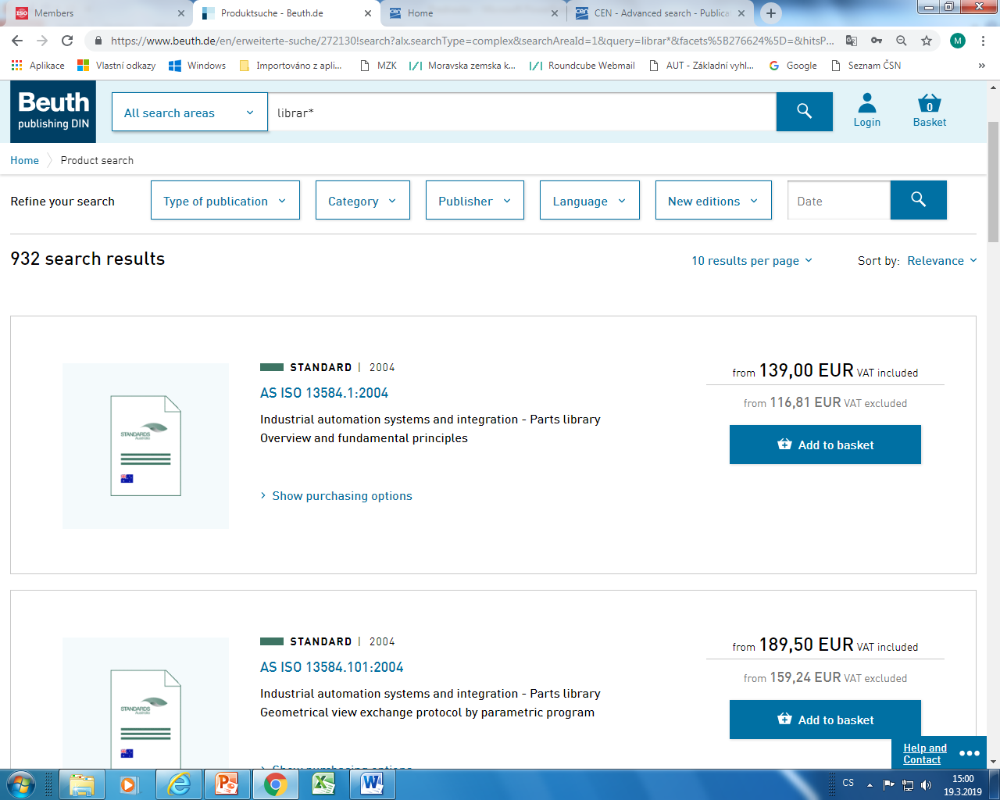 Members
Produktsuche - Beuth.de
Home
CEN - Advanced search - Publica
https://www.beuth.de/en/erweiterte-suche/272130!search?alx.searchType=complex&searchAreaId=1&query=librar*&facets%5B276624%5D=&hitsP...
M
Aplikace
Vlastní odkazy
Windows
Importováno z apli...
MZK
Moravska zemska k...
Roundcube Webmail
AUT - Základní vyhl...
Google
Seznam ČSN
»
Beuth
publishing DIN
All search areas
librar*
Login
0
Basket
Home
Product search
Refine your search
Type of publication
Category
Publisher
Language
New editions
Date
932 search results
10 results per page
Sort by: Relevance
STANDARD | 2004
AS ISO 13584.1:2004
Industrial automation systems and integration - Parts library
Overview and fundamental principles
Show purchasing options
STANDARDS
Australia
from 139,00 EUR VAT included
from 116,81 EUR VAT excluded
Add to basket
STANDARD | 2004
AS ISO 13584.101:2004
Industrial automation systems and integration - Parts library
Geometrical view exchange protocol by parametric program
Show purchasing options
STANDARDS
Australia
from 189,50 EUR VAT included
from 159,24 EUR VAT excluded
Add to basket
Help and
Contact
CS
15:00
19.3.2019